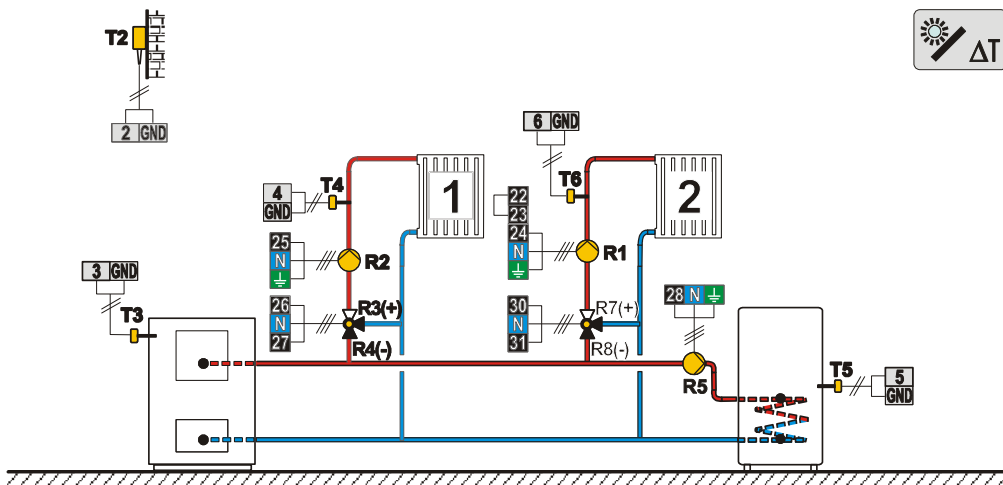 T2
ΔT
2 GND
6 GND
4
GND
T4
1
T6
2
22
23
24
N
25
N
R2
R1
3 GND
T3
26
N
27
R3(+)
R4(-)
30
N
31
R7(+)
R8(-)
28 N
R5
T5
5
GND